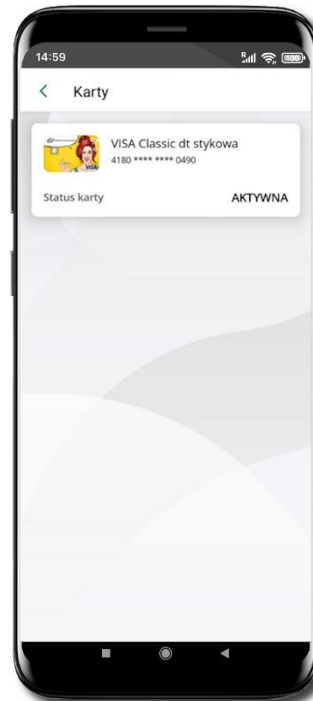 14:59
Karty
VISA Classic dt stykowa
4180 **** **** 0490
Status karty
AKTYWNA